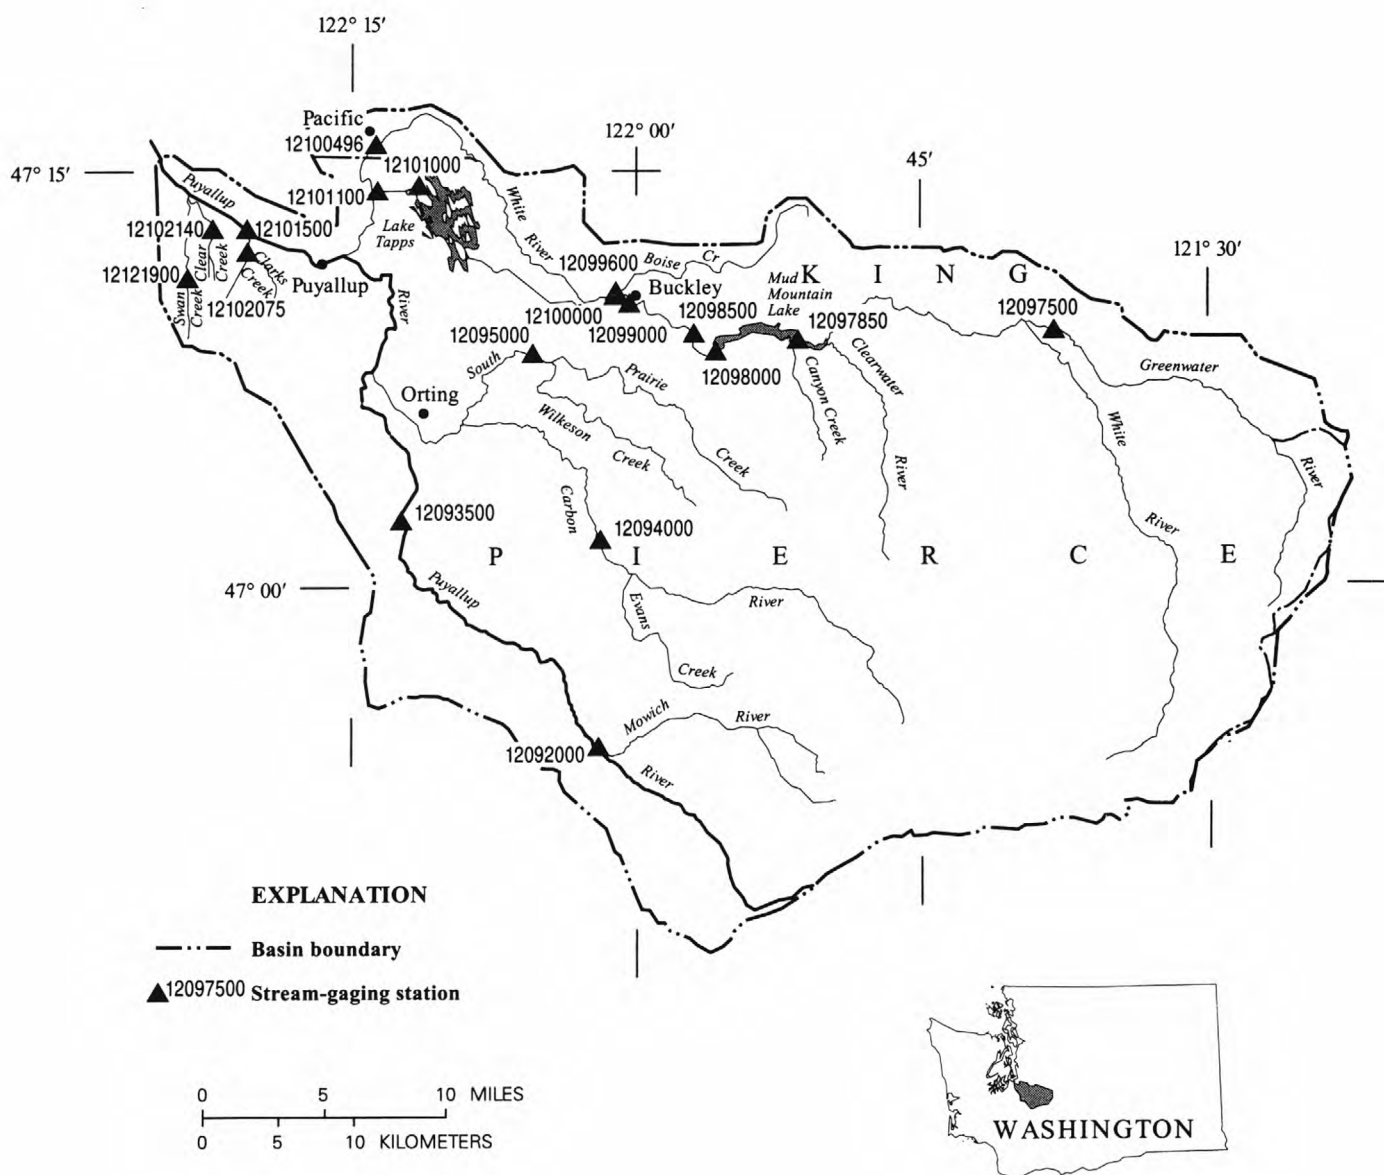 122° 15′
Pacific
12100496
122° 00′
47° 15′
12101000
45′
12101100
Puyallup
White
River
Lake
Tapps
12102140
12101500
121° 30′
Clear
Creek
Clarks
Creek
12121900
Swan
Creek
12102075
Puyallup
River
Boise Cr
12099600
Buckley
KING
Mud
Mountain
Lake
12097500
12100000
12098500
12097850
12099000
12095000
12098000
Clearwater
River
Canyon Creek
Greenwater
River
South
Prairie
Creek
Orting
Wilkeson
Creek
White
River
Carbon
12093500
12094000
PIERCE
47° 00′
Puyallup
Evans
Creek
River
Mowich
River
12092000
River
EXPLANATION
Basin boundary
12097500 Stream-gaging station
0 5 10 MILES
0 5 10 KILOMETERS
WASHINGTON